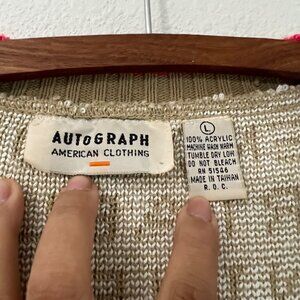 AUTOGRAPH
AMERICAN CLOTHING
L
100% ACRYLIC
MACHINE WASH WARM
TUMBLE DRY LOW
DO NOT BLEACH
RN 51546
MADE IN TAIWAN
R.O.C.